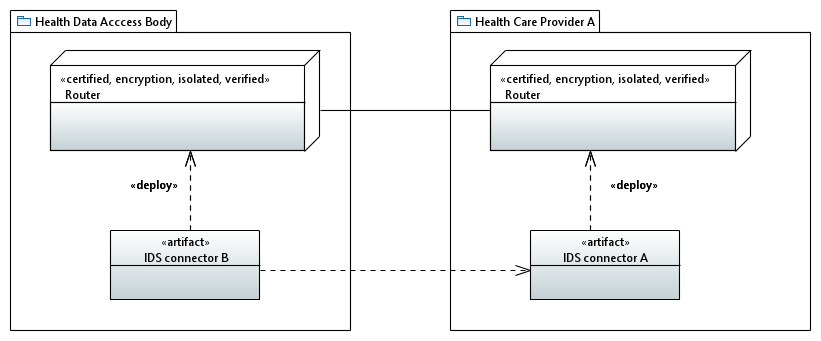 Health Data Acccess Body
Health Care Provider A
«certified, encryption, isolated, verified»
Router
«certified, encryption, isolated, verified»
Router
«deploy»
«deploy»
«artifact»
IDS connector B
«artifact»
IDS connector A